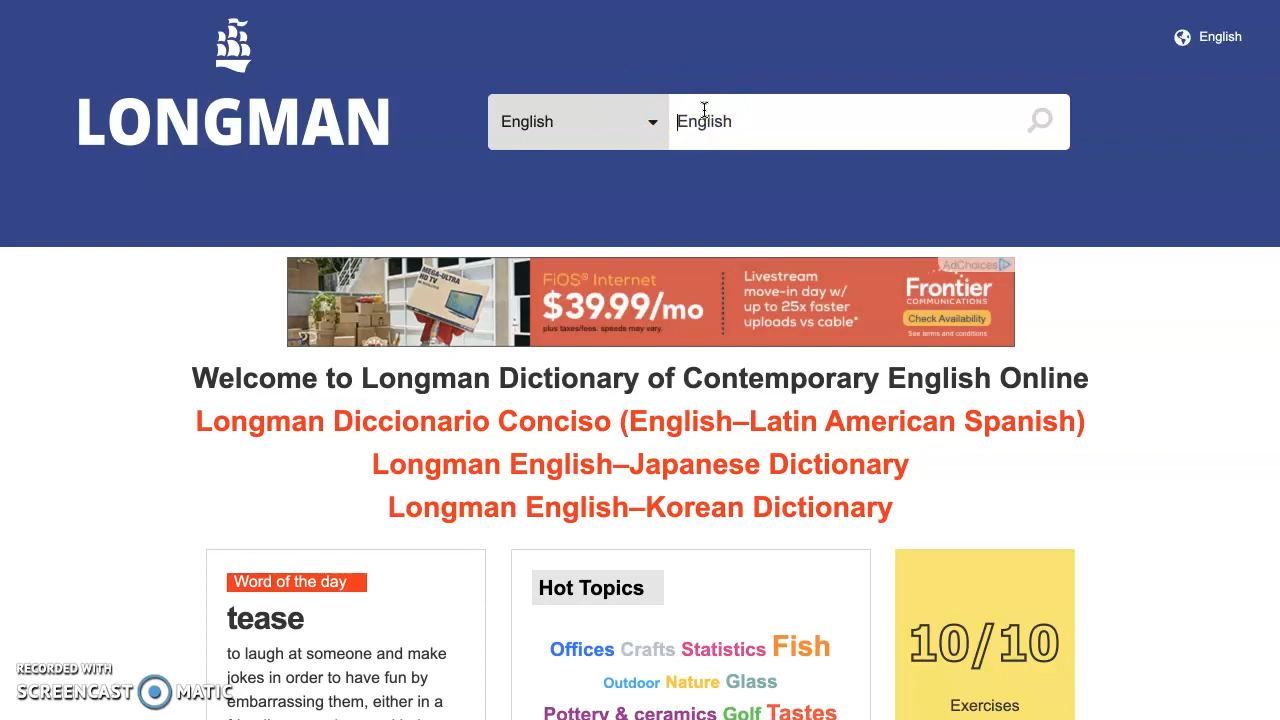 English
LONGMAN
English
English
AdChoices
MEGA-ULTRA
HD TV
FiOS® Internet
$39.99/mo
plus taxes/fees. speeds may vary.
Livestream
move-in day w/
up to 25x faster
uploads vs cable*
Frontier
COMMUNICATIONS
Check Availability
See terms and conditions
Welcome to Longman Dictionary of Contemporary English Online
Longman Diccionario Conciso (English–Latin American Spanish)
Longman English–Japanese Dictionary
Longman English–Korean Dictionary
Word of the day
tease
to laugh at someone and make
jokes in order to have fun by
embarrassing them, either in a
Hot Topics
Offices Crafts Statistics Fish
Outdoor Nature Glass
Pottery & ceramics Golf Tastes
10/10
Exercises
RECORDED WITH
SCREENCAST MATIC